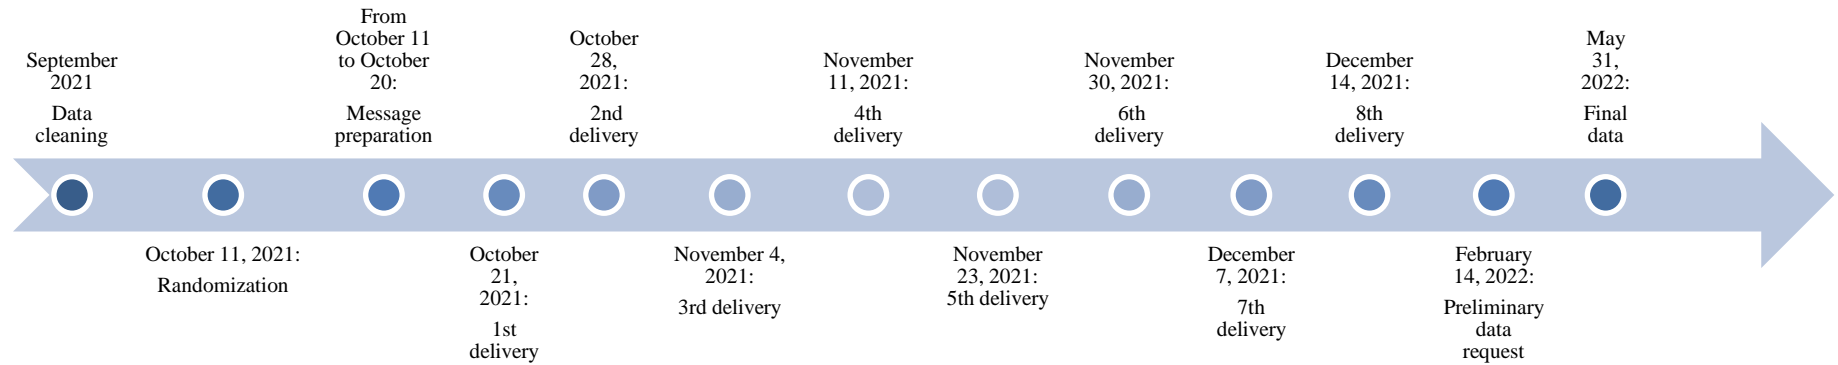 September
2021
Data
cleaning
October 11, 2021:
Randomization
From
October 11
to October
20:
Message
preparation
October
21,
2021:
1st
delivery
October
28,
2021:
2nd
delivery
November 4,
2021:
3rd delivery
November
11, 2021:
4th
delivery
November
23, 2021:
5th delivery
November
30, 2021:
6th
delivery
December
7, 2021:
7th
delivery
December
14, 2021:
8th
delivery
February
14, 2022:
Preliminary
data
request
May
31,
2022:
Final
data